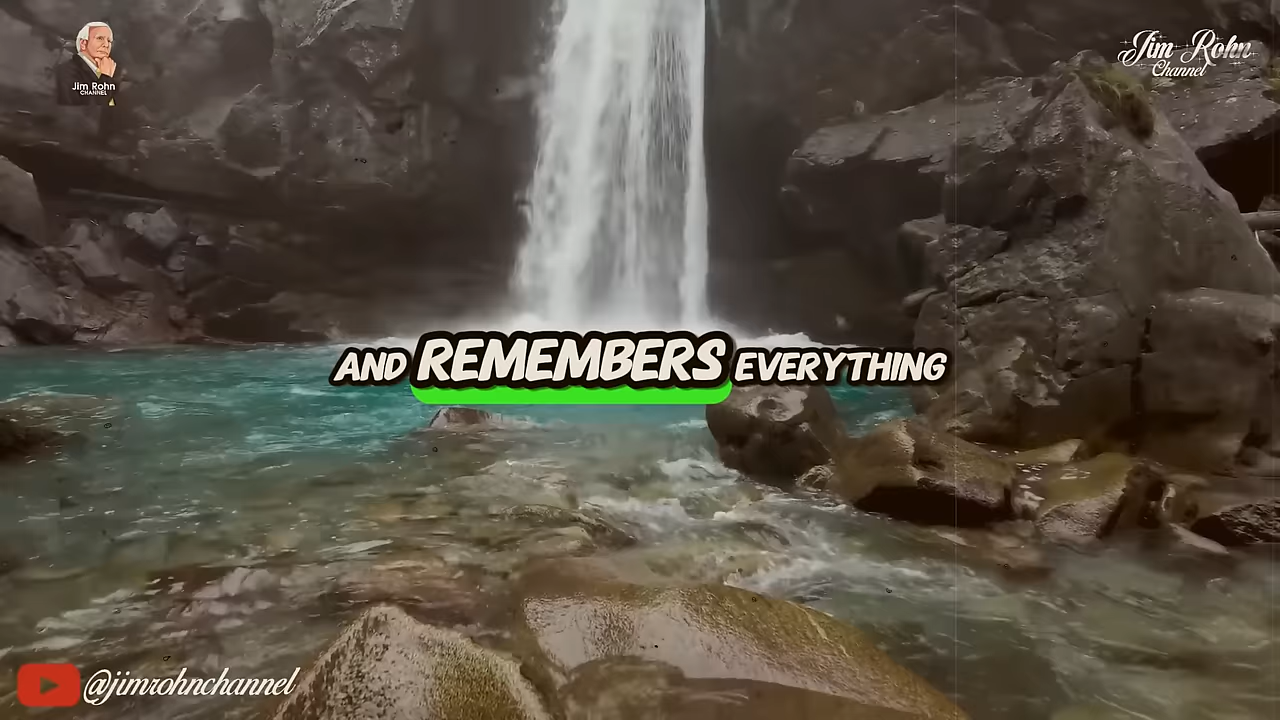 Jim Rohn
CHANNEL
Jim Rohn
Channel
AND REMEMBERS EVERYTHING
@jimrohnchannel